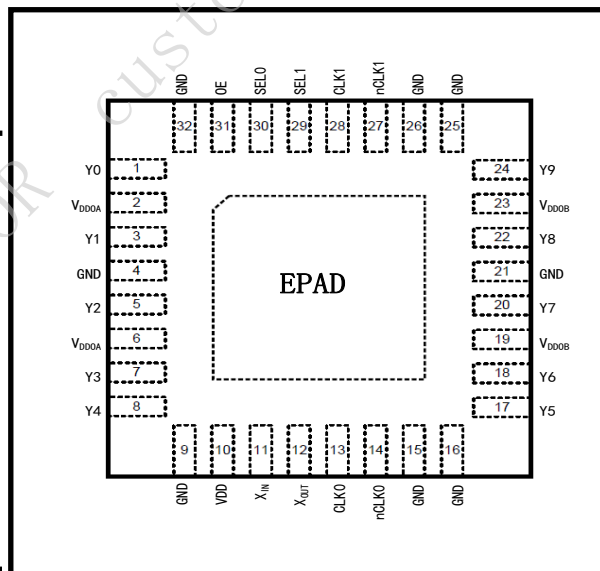 custo
OR
GND OE SEL0 SEL1 CLK1 nCLK1 GND GND
32 31 30 29 28 27 26 25
Y0 1 24 Y9
VDDOA 2 23 VDDOB
Y1 3 22 Y8
GND 4 21 GND
EPAD
Y2 5 20 Y7
VDDOA 6 19 VDDOB
Y3 7 18 Y6
Y4 8 17 Y5
9 10 11 12 13 14 15 16
GND VDD XIN XOUT CLK0 nCLK0 GND GND